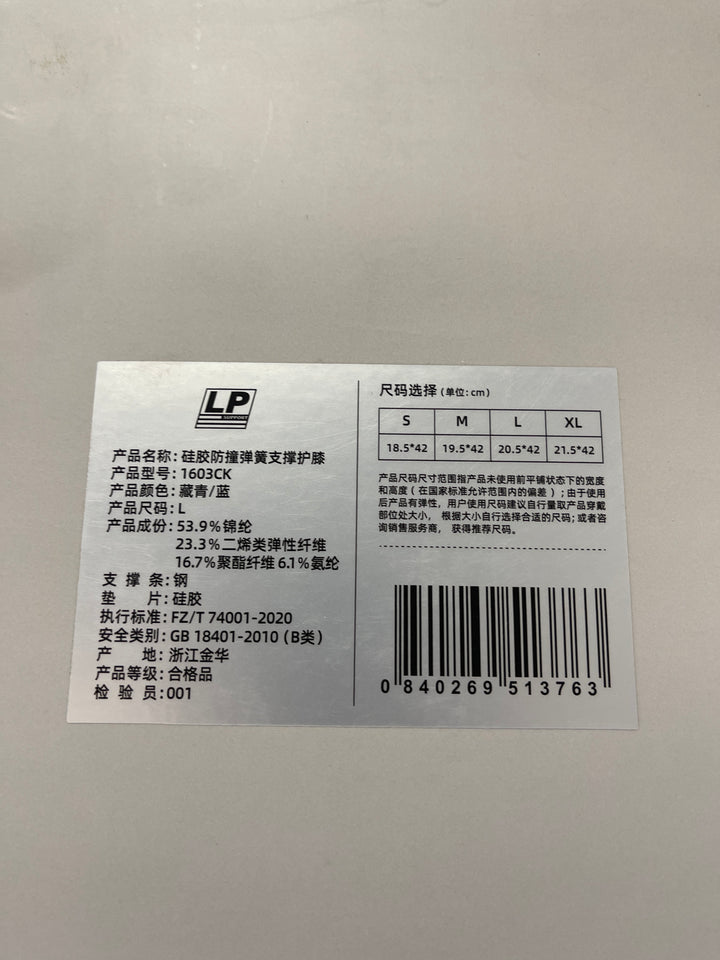 LP
SUPPORT
产品名称:硅胶防撞弹簧支撑护膝
产品型号:1603CK
产品颜色:藏青/蓝
产品尺码:L
产品成份:53.9%锦纶
23.3%二烯类弹性纤维
16.7%聚酯纤维 6.1%氨纶
支撑条:钢
垫片:硅胶
执行标准:FZ/T 74001-2020
安全类别:GB 18401-2010（B类）
产地:浙江金华
产品等级:合格品
检验员:001
尺码选择（单位:cm）
S M L XL
18.5*42 19.5*42 20.5*42 21.5*42
产品尺码尺寸范围指产品未使用前平铺状态下的宽度
和高度（在国家标准允许范围内的偏差）;由于使用
后产品有弹性，用户使用尺码建议自行量取产品穿戴
部位处大小，根据大小自行选择合适的尺码;或者咨
询销售服务商，获得推荐尺码。
0 840269 513763